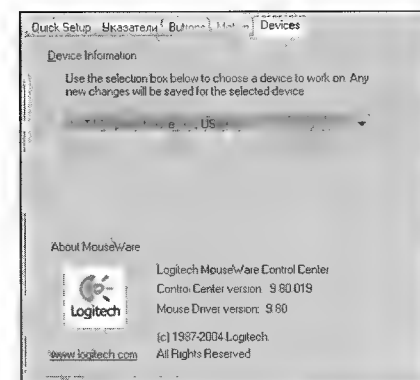 Quick Setup Указатели Buttons Devices
Device Information
Use the selection box below to choose a device to work on. Any
new changes will be saved for the selected device
US
About MouseWare
Logitech MouseWare Control Center
Control Center version: 9.80.019
Logitech
Mouse Driver version: 9.80
(c) 1987-2004 Logitech.
www.logitech.com All Rights Reserved